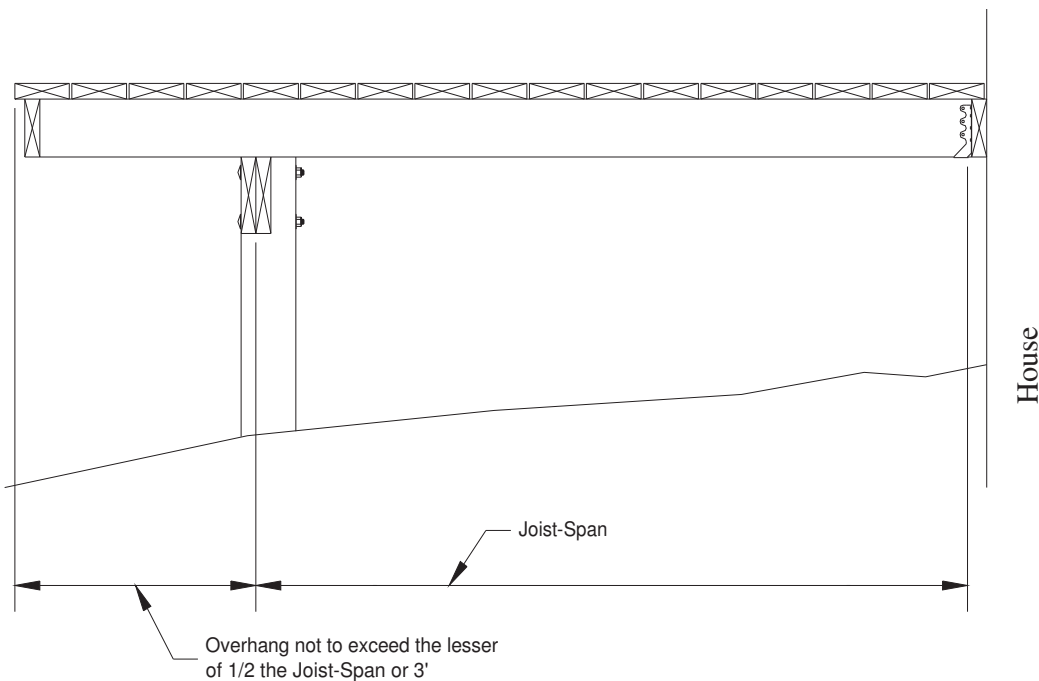 House
Joist-Span
Overhang not to exceed the lesser
of 1/2 the Joist-Span or 3'